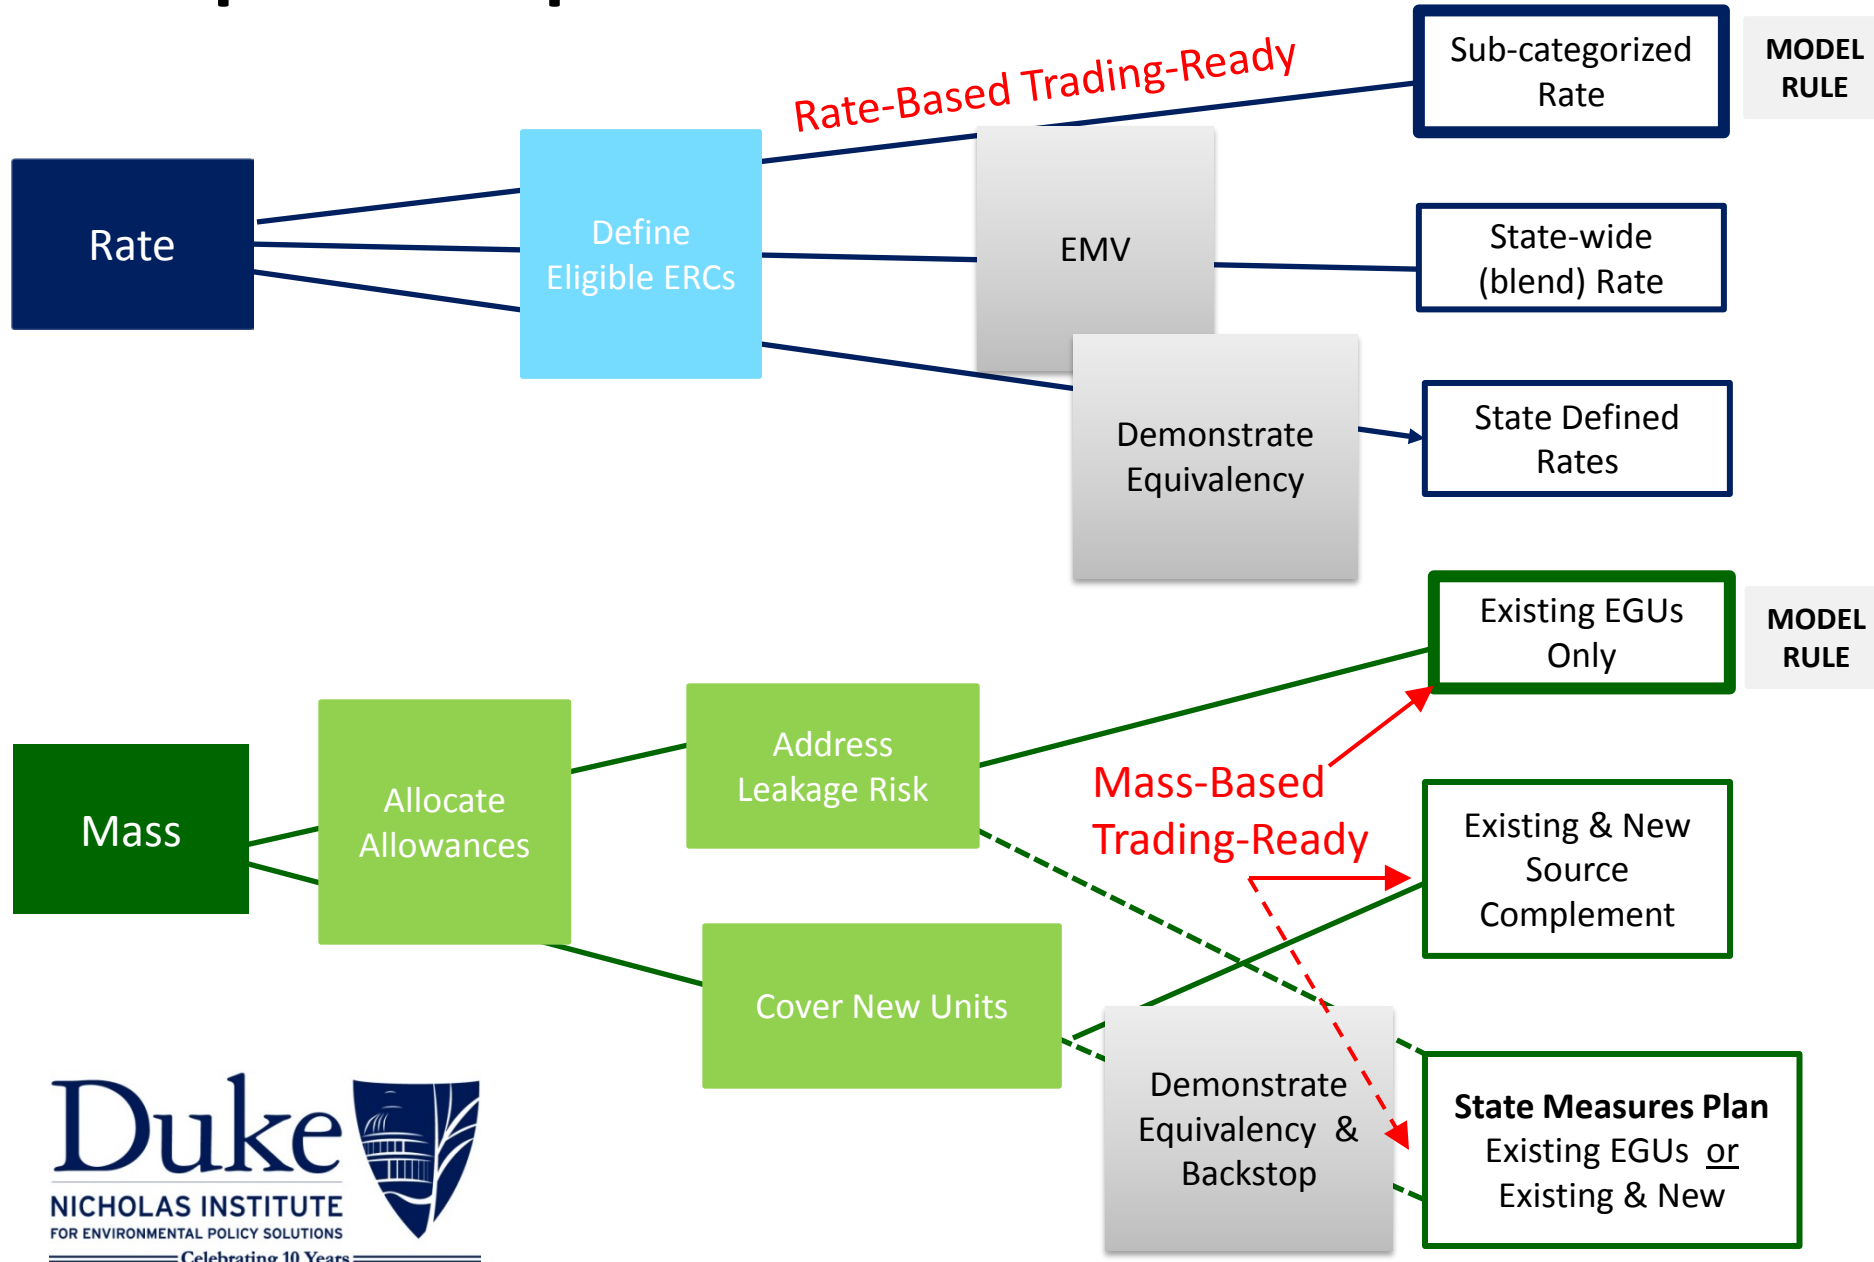 Rate-Based Trading-Ready
Sub-categorized
Rate
MODEL
RULE
Rate
Define
Eligible ERCs
EMV
State-wide
(blend) Rate
Demonstrate
Equivalency
State Defined
Rates
Existing EGUs
Only
MODEL
RULE
Mass
Allocate
Allowances
Address
Leakage Risk
Mass-Based
Trading-Ready
Existing & New
Source
Complement
Cover New Units
Demonstrate
Equivalency &
Backstop
State Measures Plan
Existing EGUs or
Existing & New
Duke
NICHOLAS INSTITUTE
FOR ENVIRONMENTAL POLICY SOLUTIONS
Celebrating 10 Years